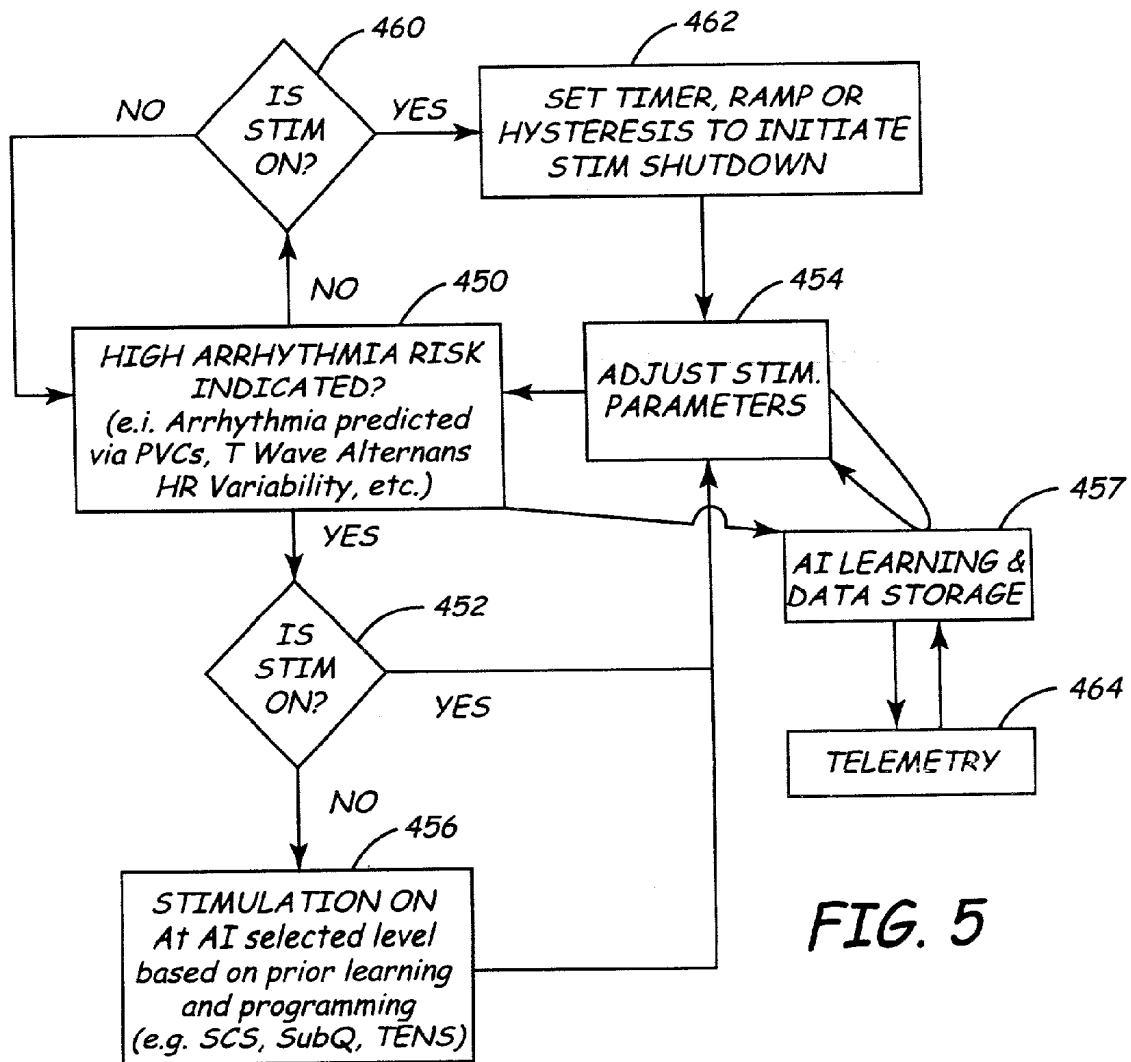 460
IS
STIM
ON?
NO
YES
462
SET TIMER, RAMP OR
HYSTERESIS TO INITIATE
STIM SHUTDOWN
NO
450
HIGH ARRHYTHMIA RISK
INDICATED?
(e.i. Arrhythmia predicted
via PVCs, T Wave Alternans
HR Variability, etc.)
454
ADJUST STIM.
PARAMETERS
457
AI LEARNING &
DATA STORAGE
YES
452
IS
STIM
ON?
YES
464
TELEMETRY
NO
456
STIMULATION ON
At AI selected level
based on prior learning
and programming
(e.g. SCS, SubQ, TENS)
FIG. 5